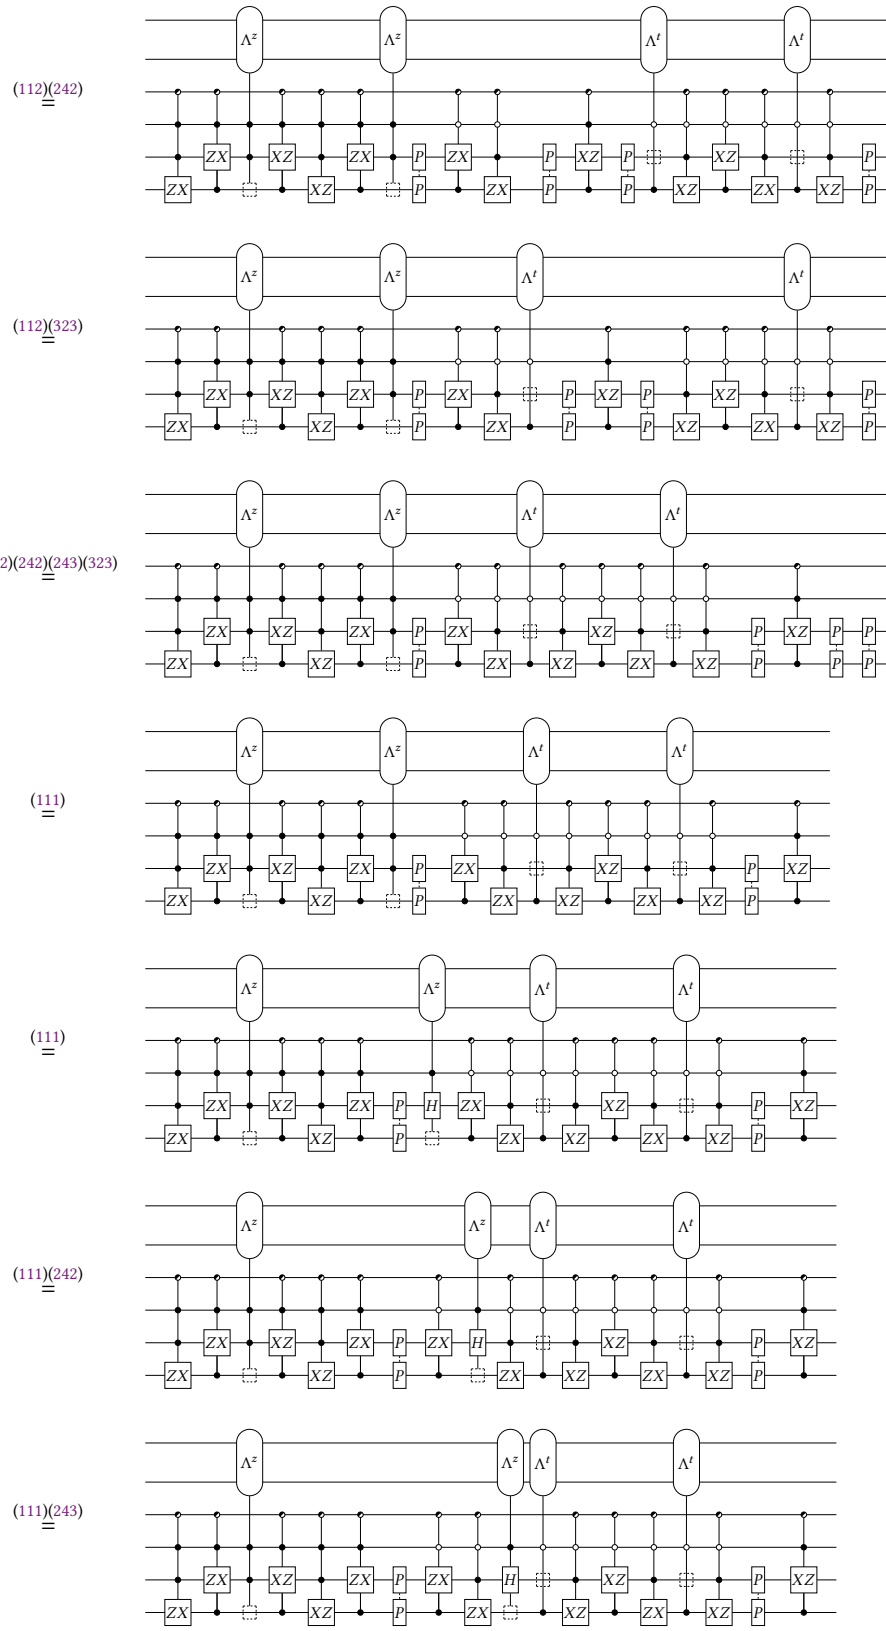 Λ^z Λ^z Λ^t Λ^t
(112)(242)
=
ZX XZ ZX P ZX P XZ P XZ P
ZX XZ P ZX P P XZ ZX XZ P
Λ^z Λ^z Λ^t Λ^t
(112)(323)
=
ZX XZ ZX P ZX P XZ P XZ P
ZX XZ P ZX P P XZ ZX XZ P
Λ^z Λ^z Λ^t Λ^t
2)(242)(243)(323)
=
ZX XZ ZX P ZX XZ P XZ P P
ZX XZ P ZX XZ ZX XZ P P P
Λ^z Λ^z Λ^t Λ^t
(111)
=
ZX XZ ZX P ZX XZ P XZ
ZX XZ P ZX XZ ZX XZ P
Λ^z Λ^z Λ^t Λ^t
(111)
=
ZX XZ ZX P H ZX XZ P XZ
ZX XZ P ZX XZ ZX XZ P
Λ^z Λ^z Λ^t Λ^t
(111)(242)
=
ZX XZ ZX P ZX H XZ P XZ
ZX XZ P ZX XZ ZX XZ P
Λ^z Λ^z Λ^t Λ^t
(111)(243)
=
ZX XZ ZX P ZX H XZ P XZ
ZX XZ P ZX XZ ZX XZ P